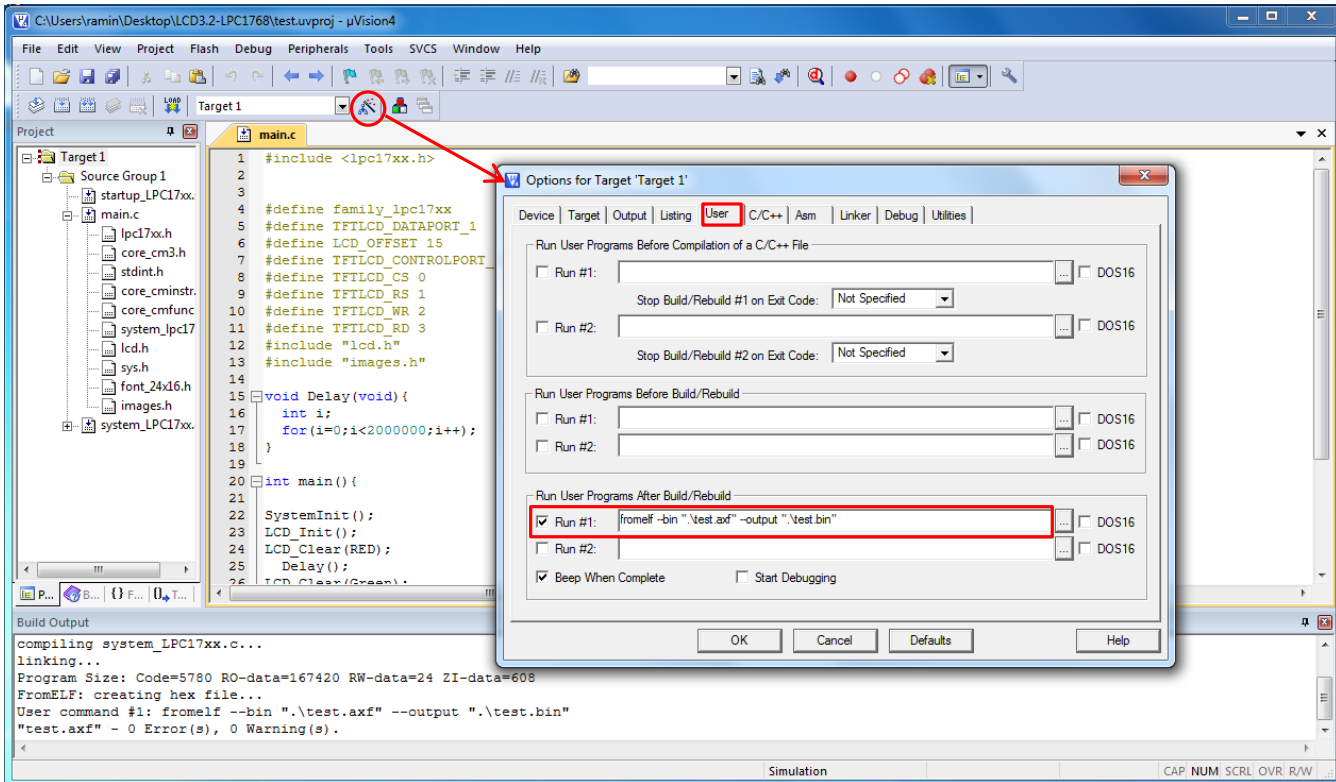 C:\Users\ramin\Desktop\LCD3.2-LPC1768\test.uvproj - µVision4
File Edit View Project Flash Debug Peripherals Tools SVCS Window Help
LOAD Target 1
Project
main.c
Target 1
Source Group 1
startup_LPC17xx.
main.c
lpc17xx.h
core_cm3.h
stdint.h
core_cminstr.
core_cmfunc
system_lpc17
lcd.h
sys.h
font_24x16.h
images.h
system_LPC17xx.
P... B... {} F... 0 T...
1 #include <lpc17xx.h>
2
3
4 #define family_lpc17xx
5 #define TFTLCD_DATAPORT_1
6 #define LCD_OFFSET 15
7 #define TFTLCD_CONTROLPORT_
8 #define TFTLCD_CS 0
9 #define TFTLCD_RS 1
10 #define TFTLCD_WR 2
11 #define TFTLCD_RD 3
12 #include "lcd.h"
13 #include "images.h"
14
15 void Delay(void){
16 int i;
17 for(i=0;i<2000000;i++);
18 }
19
20 int main(){
21
22 SystemInit();
23 LCD_Init();
24 LCD_Clear(RED);
25 Delay();
26 LCD_Clear(Green);
Options for Target 'Target 1'
Device Target Output Listing User C/C++ Asm Linker Debug Utilities
Run User Programs Before Compilation of a C/C++ File
Run #1: ... DOS16
Stop Build/Rebuild #1 on Exit Code: Not Specified
Run #2: ... DOS16
Stop Build/Rebuild #2 on Exit Code: Not Specified
Run User Programs Before Build/Rebuild
Run #1: ... DOS16
Run #2: ... DOS16
Run User Programs After Build/Rebuild
Run #1: fromelf --bin ".\test.axf" --output ".\test.bin" ... DOS16
Run #2: ... DOS16
Beep When Complete Start Debugging
OK Cancel Defaults Help
Build Output
compiling system_LPC17xx.c...
linking...
Program Size: Code=5780 RO-data=167420 RW-data=24 ZI-data=608
FromELF: creating hex file...
User command #1: fromelf --bin ".\test.axf" --output ".\test.bin"
"test.axf" - 0 Error(s), 0 Warning(s).
Simulation CAP NUM SCRL OVR R/W